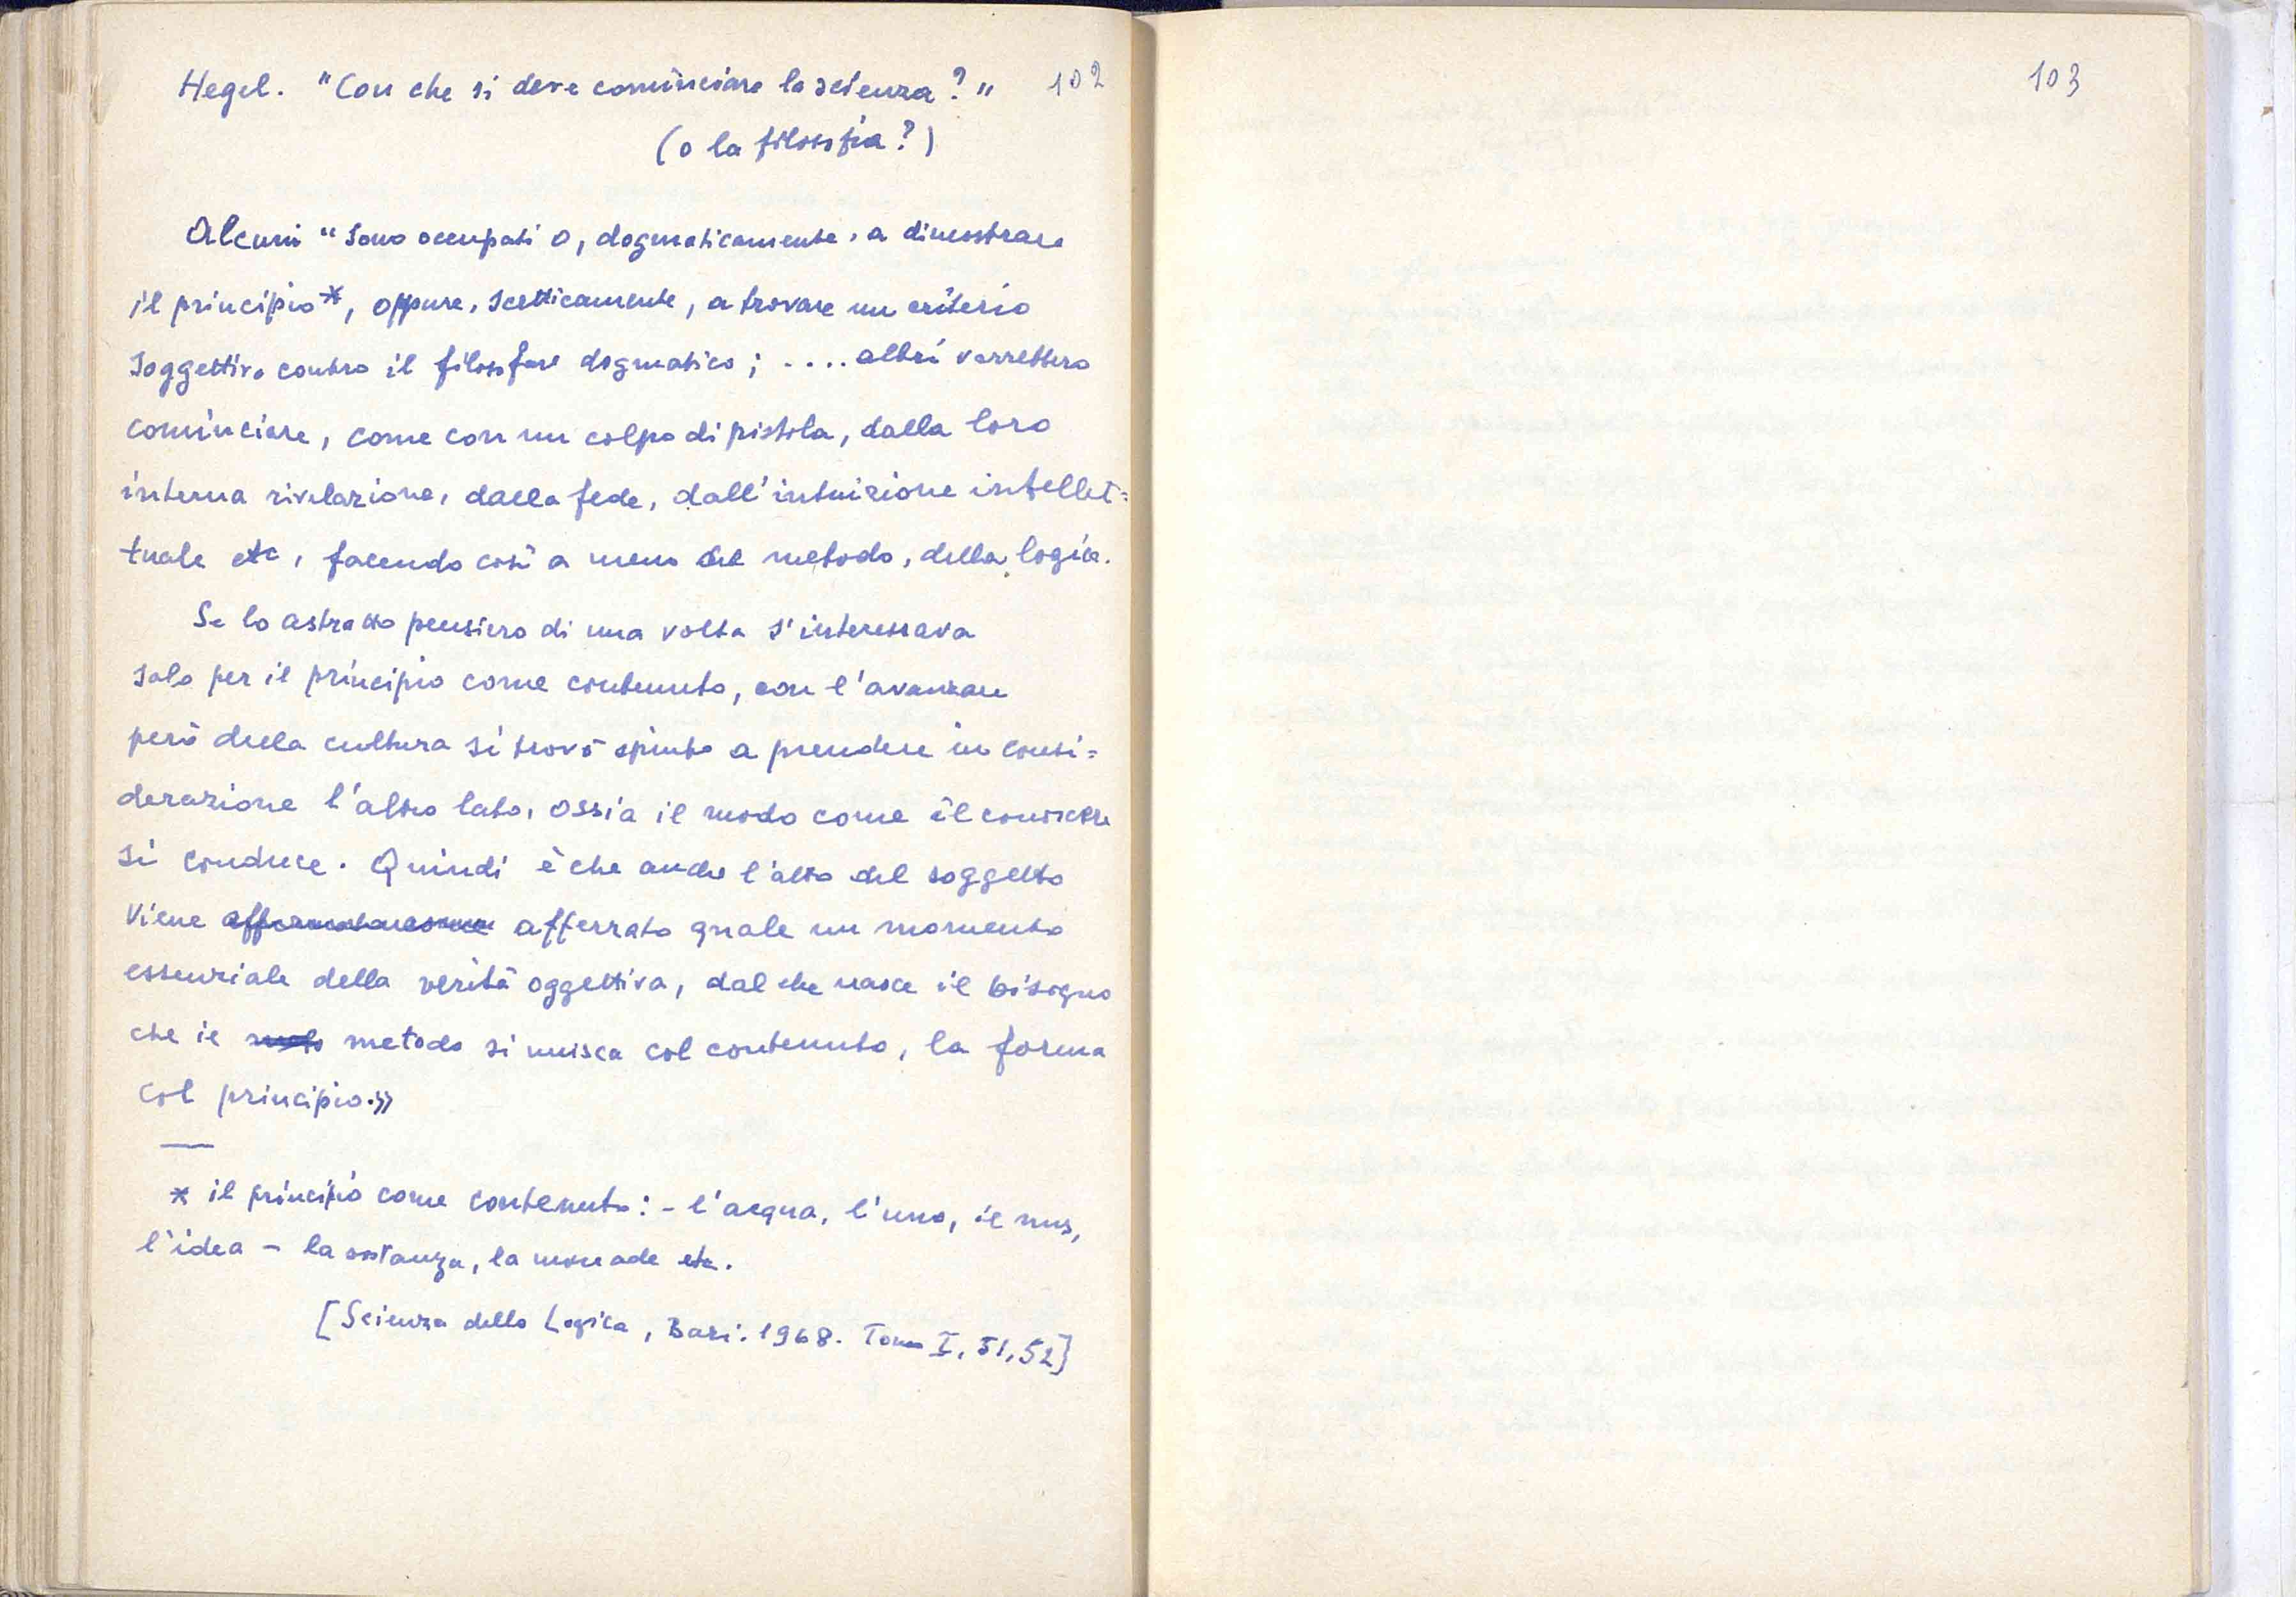 Hegel. "Con che si deve cominciare la scienza?" 102
(o la filosofia?)
Alcuni "sono occupati o, dogmaticamente, a dimostrare
il principio*, oppure, scetticamente, a trovare un criterio
soggettivo contro il filosofare dogmatico; .... altri vorrebbero
cominciare, come con un colpo di pistola, dalla loro
interna rivelazione, dalla fede, dall'intuizione intellet=
tuale etc, facendo così a meno del metodo, della logica.
Se lo astratto pensiero di una volta s'interessava
solo per il principio come contenuto, con l'avanzare
però della cultura si trovò spinto a prendere in consi=
derazione l'altro lato, ossia il modo come il conoscere
si conduce. Quindi è che anche l'atto del soggetto
viene afferrato quale un momento
essenziale della verità oggettiva, dal che nasce il bisogno
che il metodo si unisca col contenuto, la forma
col principio.»
* il principio come contenuto: - l'acqua, l'uno, il nus,
l'idea - la sostanza, la monade etc.
[Scienza della Logica, Bari. 1968. Tomo I, 51, 52]
103